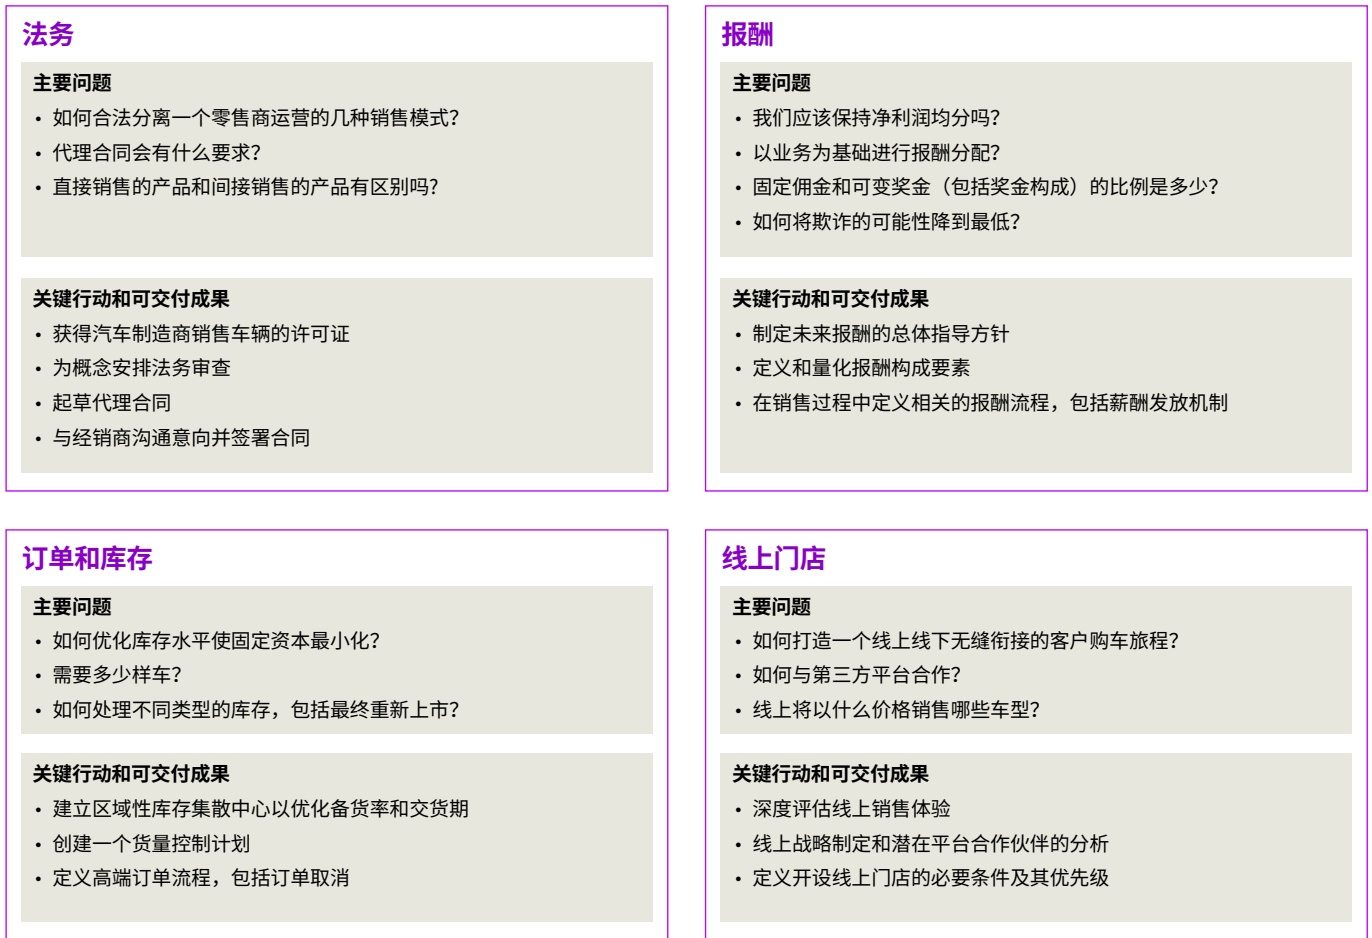 法务
主要问题
• 如何合法分离一个零售商运营的几种销售模式?
• 代理合同会有什么要求?
• 直接销售的产品和间接销售的产品有区别吗?
关键行动和可交付成果
• 获得汽车制造商销售车辆的许可证
• 为概念安排法务审查
• 起草代理合同
• 与经销商沟通意向并签署合同
报酬
主要问题
• 我们应该保持净利润均分吗?
• 以业务为基础进行报酬分配?
• 固定佣金和可变奖金（包括奖金构成）的比例是多少?
• 如何将欺诈的可能性降到最低?
关键行动和可交付成果
• 制定未来报酬的总体指导方针
• 定义和量化报酬构成要素
• 在销售过程中定义相关的报酬流程，包括薪酬发放机制
订单和库存
主要问题
• 如何优化库存水平使固定资本最小化?
• 需要多少样车?
• 如何处理不同类型的库存，包括最终重新上市?
关键行动和可交付成果
• 建立区域性库存集散中心以优化备货率和交货期
• 创建一个货量控制计划
• 定义高端订单流程，包括订单取消
线上门店
主要问题
• 如何打造一个线上线下无缝衔接的客户购车旅程?
• 如何与第三方平台合作?
• 线上将以什么价格销售哪些车型?
关键行动和可交付成果
• 深度评估线上销售体验
• 线上战略制定和潜在平台合作伙伴的分析
• 定义开设线上门店的必要条件及其优先级